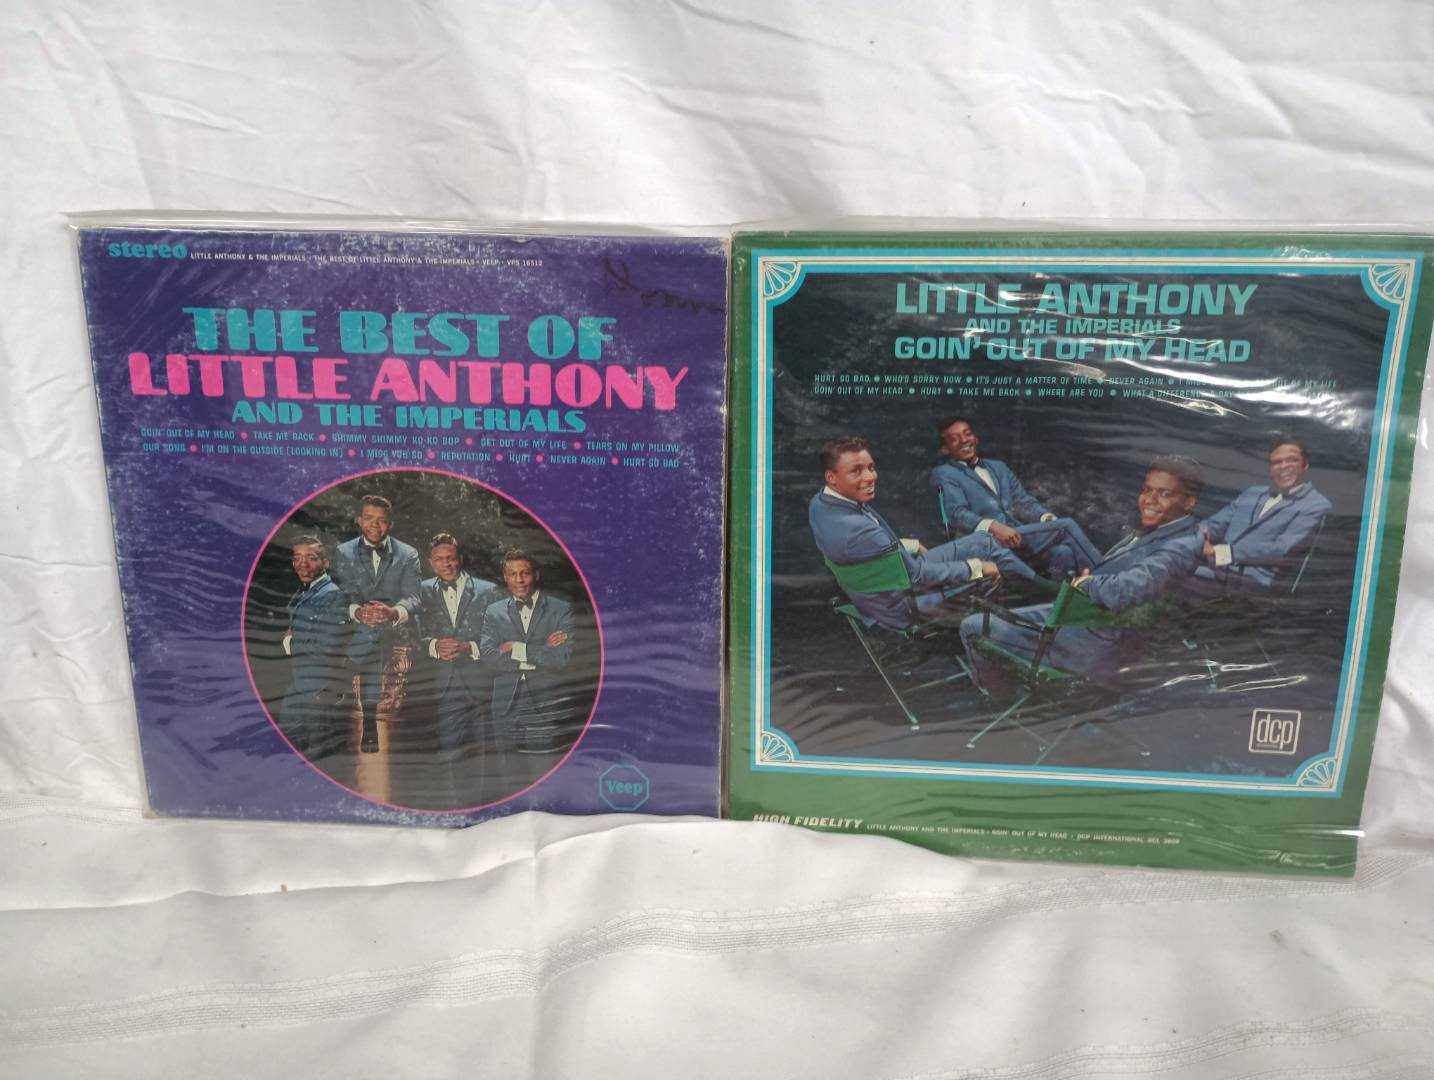 stereo LITTLE ANTHONY & THE IMPERIALS · THE BEST OF LITTLE ANTHONY & THE IMPERIALS · VEEP · VPS 16512
THE BEST OF
LITTLE ANTHONY
AND THE IMPERIALS
GOIN' OUT OF MY HEAD ● TAKE ME BACK ● SHIMMY SHIMMY KO-KO BOP ● GET OUT OF MY LIFE ● TEARS ON MY PILLOW
OUR SONG ● I'M ON THE OUTSIDE (LOOKING IN) ● I MISS YOU SO ● REPUTATION ● HURT ● NEVER AGAIN ● HURT SO BAD
Veep
LITTLE ANTHONY
AND THE IMPERIALS
GOIN' OUT OF MY HEAD
HURT SO BAD ● WHO'S SORRY NOW ● IT'S JUST A MATTER OF TIME ● NEVER AGAIN ● I MISS OUT OF MY LIFE
GOIN' OUT OF MY HEAD ● HURT ● TAKE ME BACK ● WHERE ARE YOU ● WHAT A DIFFERENCE A DAY
dcp
HIGH FIDELITY LITTLE ANTHONY AND THE IMPERIALS · GOIN' OUT OF MY HEAD · DCP INTERNATIONAL DCL 3808